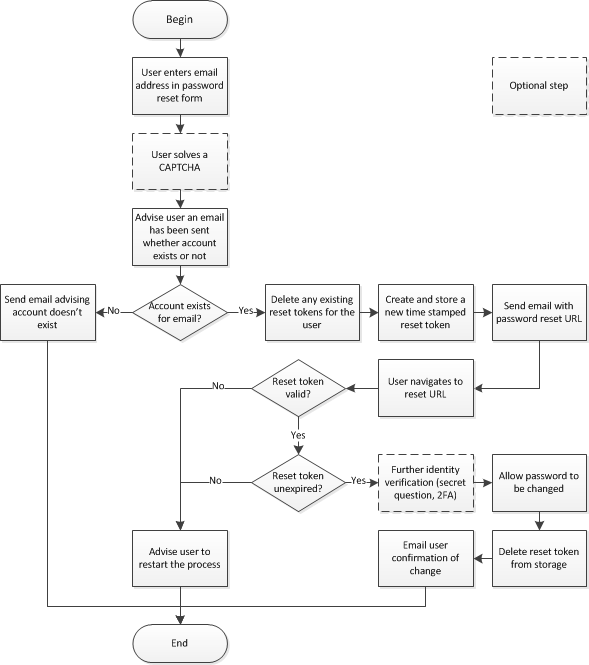 Begin
User enters email
address in password
reset form
Optional step
User solves a
CAPTCHA
Advise user an email
has been sent
whether account
exists or not
Send email advising
account doesn't
exist
No
Account exists
for email?
Yes
Delete any existing
reset tokens for the
user
Create and store a
new time stamped
reset token
Send email with
password reset URL
No
Reset token
valid?
User navigates to
reset URL
Yes
No
Reset token
unexpired?
Yes
Further identity
verification (secret
question, 2FA)
Allow password to
be changed
Advise user to
restart the process
Email user
confirmation of
change
Delete reset token
from storage
End